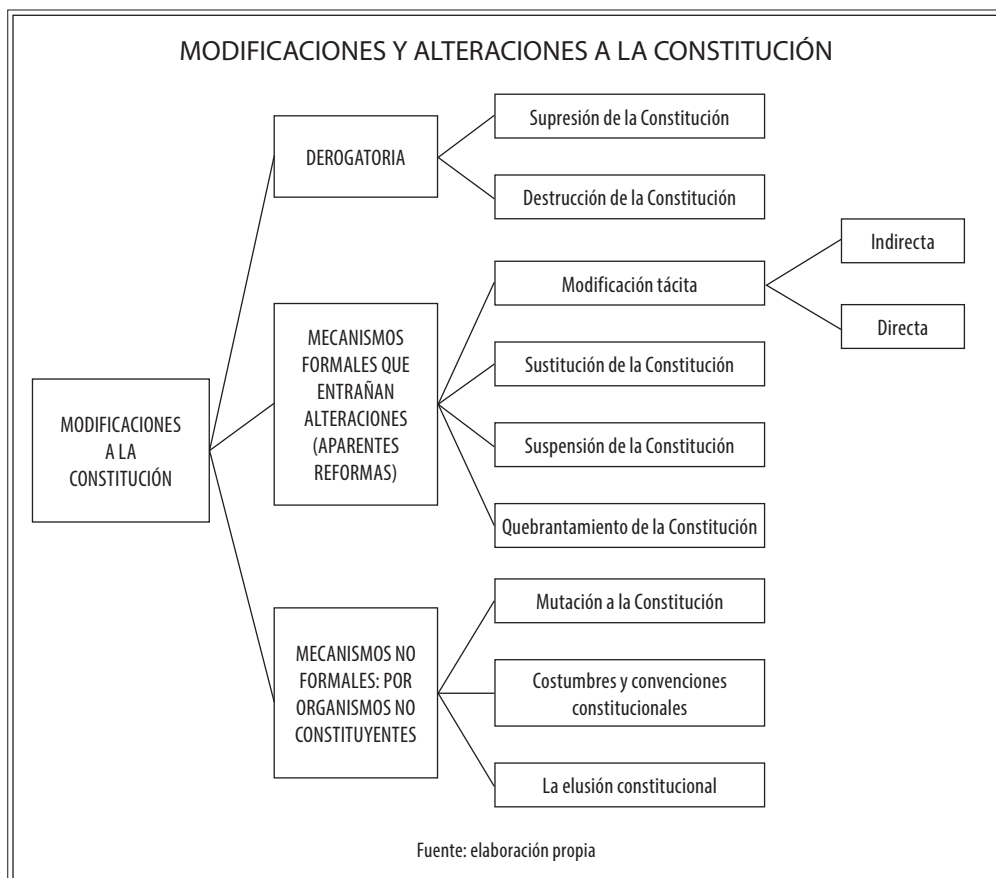 MODIFICACIONES Y ALTERACIONES A LA CONSTITUCIÓN
MODIFICACIONES
A LA
CONSTITUCIÓN
DEROGATORIA
Supresión de la Constitución
Destrucción de la Constitución
MECANISMOS
FORMALES QUE
ENTRAÑAN
ALTERACIONES
(APARENTES
REFORMAS)
Modificación tácita
Indirecta
Directa
Sustitución de la Constitución
Suspensión de la Constitución
Quebrantamiento de la Constitución
MECANISMOS NO
FORMALES: POR
ORGANISMOS NO
CONSTITUYENTES
Mutación a la Constitución
Costumbres y convenciones
constitucionales
La elusión constitucional
Fuente: elaboración propia